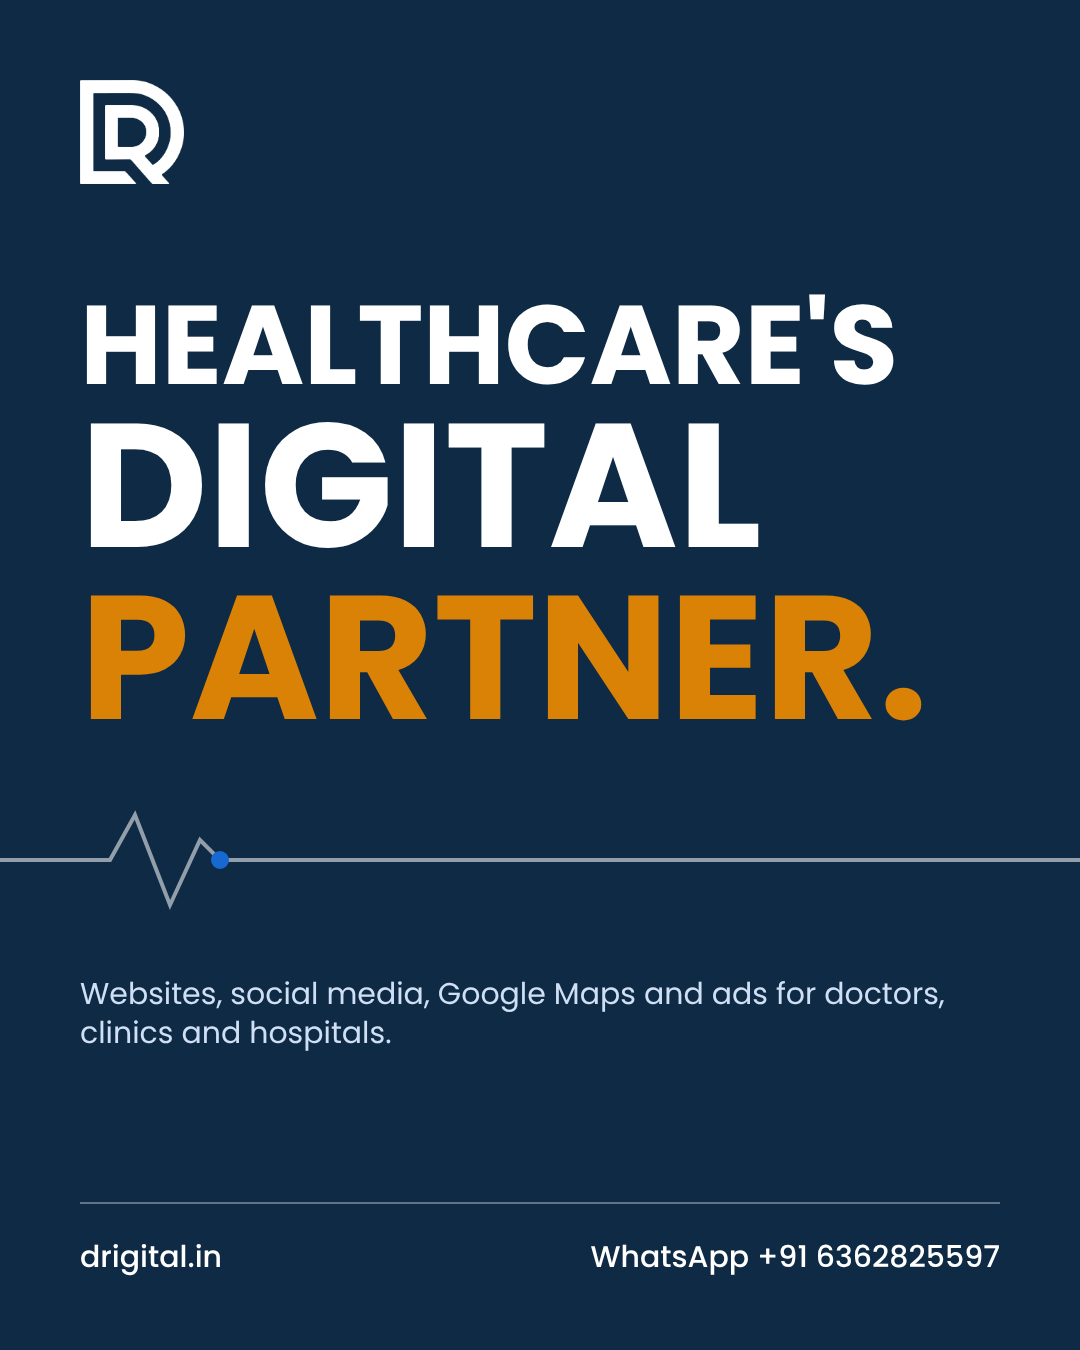 DR
HEALTHCARE'S
DIGITAL
PARTNER.
Websites, social media, Google Maps and ads for doctors,
clinics and hospitals.
drigital.in
WhatsApp +91 6362825597